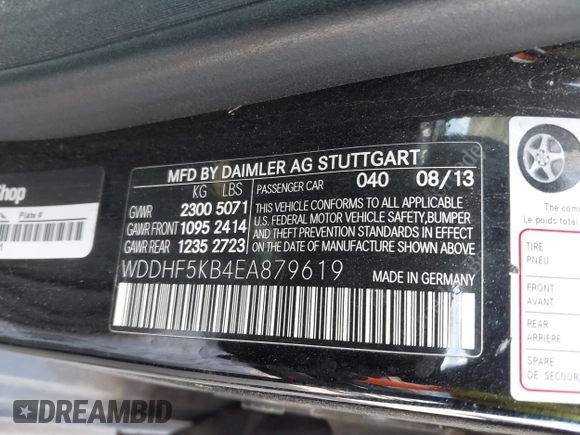 MFD BY DAIMLER AG STUTTGART
KG LBS PASSENGER CAR 040 08/13
GVWR 2300 5071
GAWR FRONT 1095 2414
GAWR REAR 1235 2723
THIS VEHICLE CONFORMS TO ALL APPLICABLE
U.S. FEDERAL MOTOR VEHICLE SAFETY,BUMPER
AND THEFT PREVENTION STANDARDS IN EFFECT
ON THE DATE OF MANUFACTURE SHOWN ABOVE.
WDDHF5KB4EA879619
MADE IN GERMANY
Plate #
TIRE
PNEU
FRONT
AVANT
REAR
ARRIÈRE
SPARE
DE SECOURS
Le poids total
DREAMBID